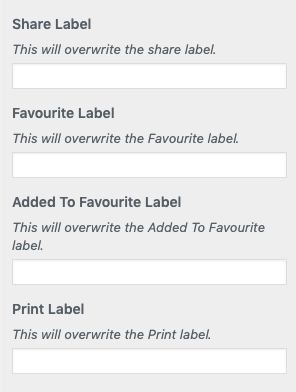 Share Label
This will overwrite the share label.
Favourite Label
This will overwrite the Favourite label.
Added To Favourite Label
This will overwrite the Added To Favourite
label.
Print Label
This will overwrite the Print label.